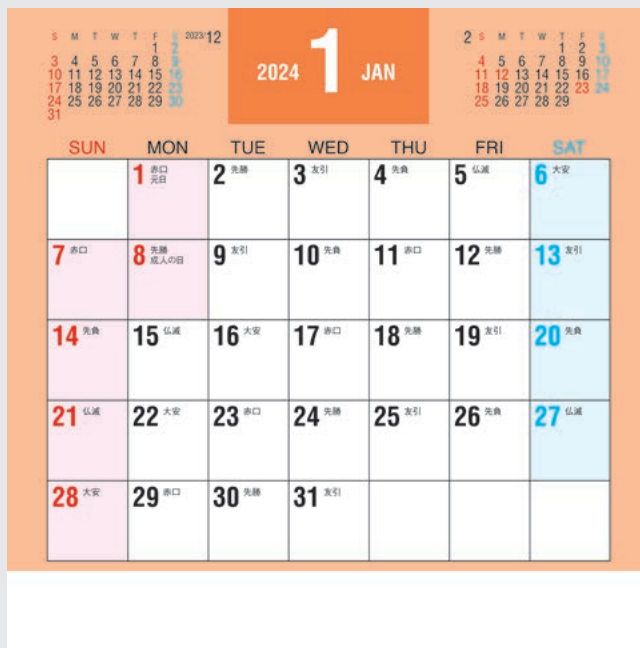 S M T W T F S 2023/12
1 2
3 4 5 6 7 8 9
10 11 12 13 14 15 16
17 18 19 20 21 22 23
24 25 26 27 28 29 30
31
2024 1 JAN
2 S M T W T F S
1 2 3
4 5 6 7 8 9 10
11 12 13 14 15 16 17
18 19 20 21 22 23 24
25 26 27 28 29
SUN MON TUE WED THU FRI SAT
1 赤口 2 先勝 3 友引 4 先負 5 仏滅 6 大安
元日
7 赤口 8 先勝 9 友引 10 先負 11 赤口 12 先勝 13 友引
成人の日
14 先負 15 仏滅 16 大安 17 赤口 18 先勝 19 友引 20 先負
21 仏滅 22 大安 23 赤口 24 先勝 25 友引 26 先負 27 仏滅
28 大安 29 赤口 30 先勝 31 友引